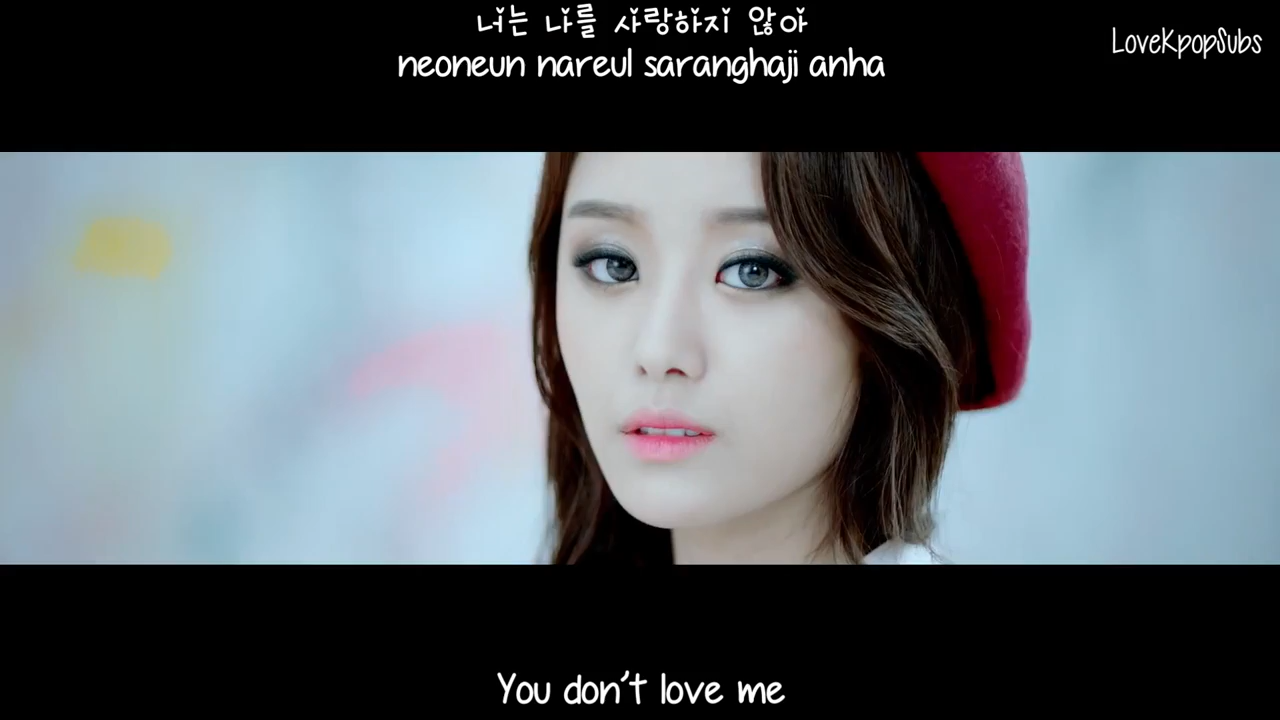 너는 나를 사랑하지 않아
neoneun nareul saranghaji anha
LoveKpopSubs
You don't love me